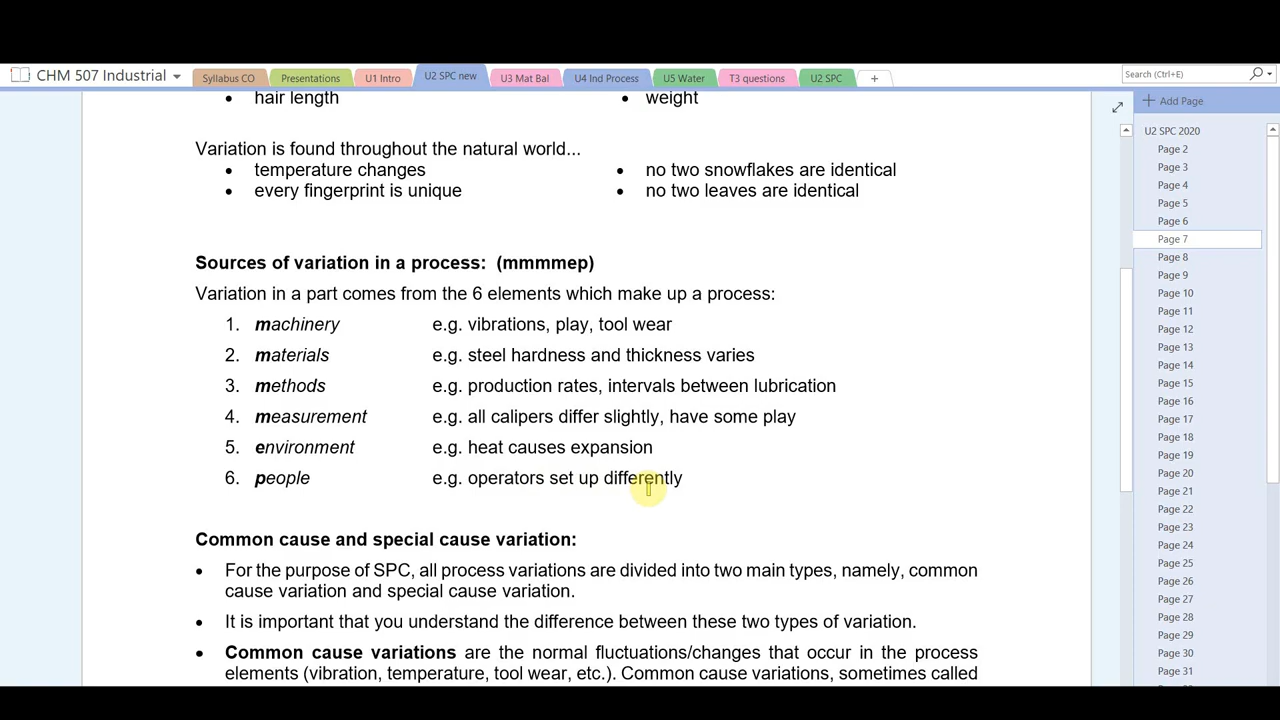 CHM 507 Industrial
Syllabus CO
Presentations
U1 Intro
U2 SPC new
U3 Mat Bal
U4 Ind Process
U5 Water
T3 questions
U2 SPC
+
Search (Ctrl+E)
• hair length
• weight
Variation is found throughout the natural world...
• temperature changes
• no two snowflakes are identical
• every fingerprint is unique
• no two leaves are identical
Sources of variation in a process: (mmmmep)
Variation in a part comes from the 6 elements which make up a process:
1. machinery e.g. vibrations, play, tool wear
2. materials e.g. steel hardness and thickness varies
3. methods e.g. production rates, intervals between lubrication
4. measurement e.g. all calipers differ slightly, have some play
5. environment e.g. heat causes expansion
6. people e.g. operators set up differently
Common cause and special cause variation:
• For the purpose of SPC, all process variations are divided into two main types, namely, common
cause variation and special cause variation.
• It is important that you understand the difference between these two types of variation.
• Common cause variations are the normal fluctuations/changes that occur in the process
elements (vibration, temperature, tool wear, etc.). Common cause variations, sometimes called
+ Add Page
U2 SPC 2020
Page 2
Page 3
Page 4
Page 5
Page 6
Page 7
Page 8
Page 9
Page 10
Page 11
Page 12
Page 13
Page 14
Page 15
Page 16
Page 17
Page 18
Page 19
Page 20
Page 21
Page 22
Page 23
Page 24
Page 25
Page 26
Page 27
Page 28
Page 29
Page 30
Page 31